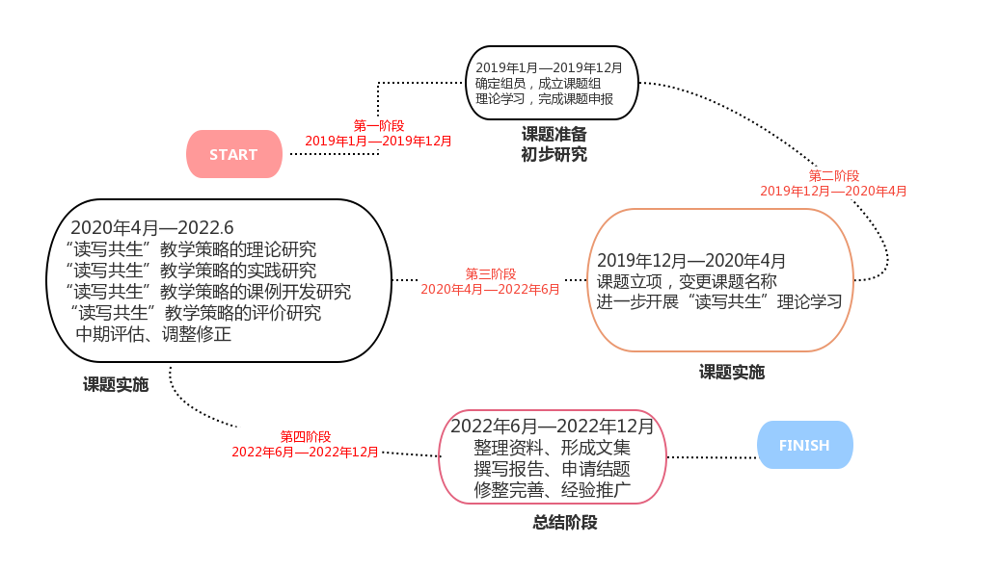 START
第一阶段
2019年1月—2019年12月
2019年1月—2019年12月
确定组员，成立课题组
理论学习，完成课题申报
课题准备
初步研究
第二阶段
2019年12月—2020年4月
2019年12月—2020年4月
课题立项，变更课题名称
进一步开展“读写共生”理论学习
课题实施
第三阶段
2020年4月—2022年6月
2020年4月—2022.6
“读写共生”教学策略的理论研究
“读写共生”教学策略的实践研究
“读写共生”教学策略的课例开发研究
“读写共生”教学策略的评价研究
中期评估、调整修正
课题实施
第四阶段
2022年6月—2022年12月
2022年6月—2022年12月
整理资料、形成文集
撰写报告、申请结题
修整完善、经验推广
总结阶段
FINISH